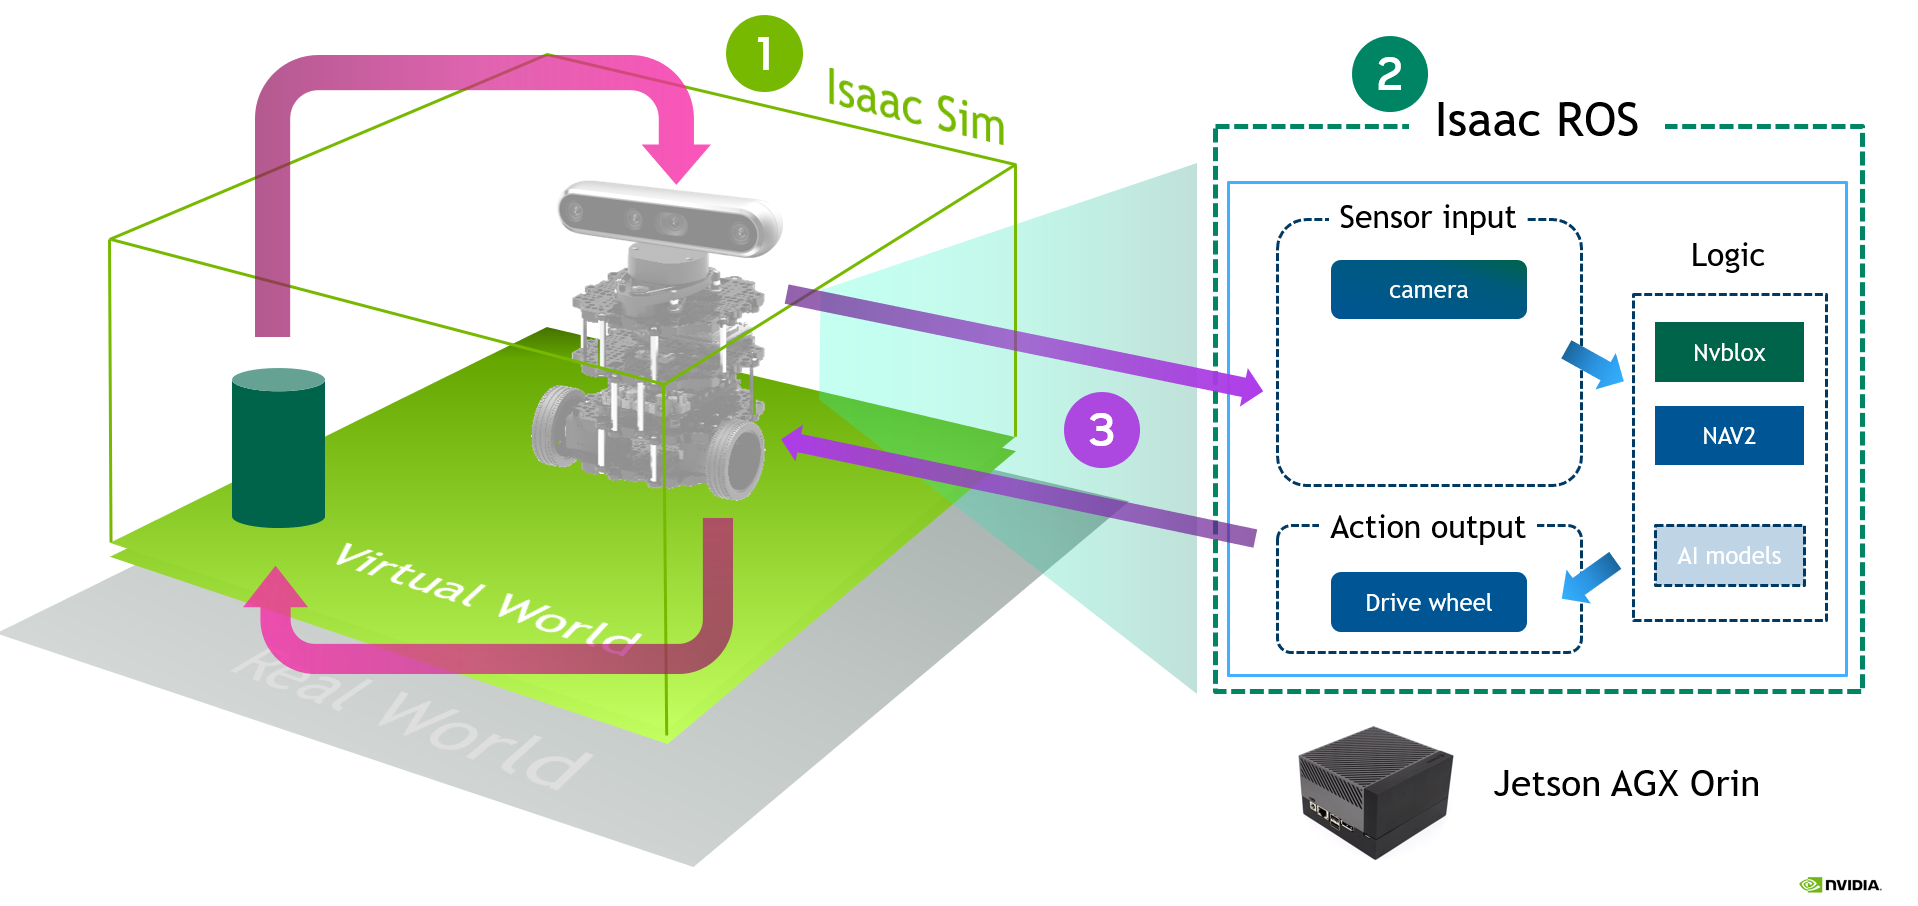 1
Isaac Sim
Virtual World
Real World
2
Isaac ROS
Sensor input
camera
Logic
Nvblox
NAV2
AI models
3
Action output
Drive wheel
Jetson AGX Orin
NVIDIA.